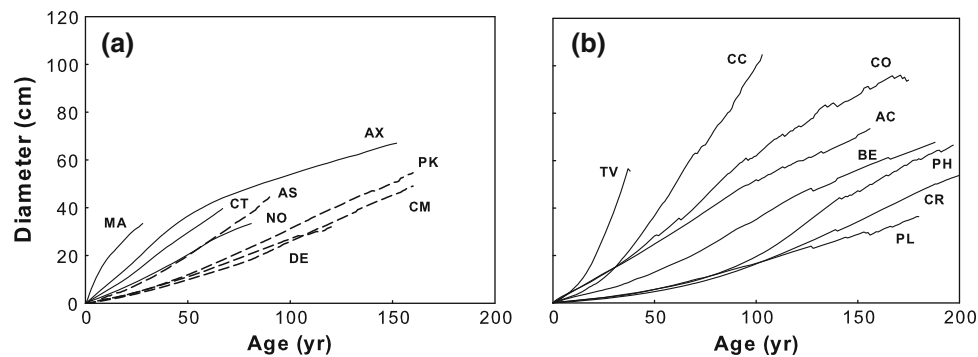 120
100
80
60
40
20
0
Diameter (cm)
(a)
MA
CT
AS
NO
DE
AX
PK
CM
0 50 100 150 200
Age (yr)
(b)
TV
CC
CO
AC
BE
PH
CR
PL
0 50 100 150 200
Age (yr)